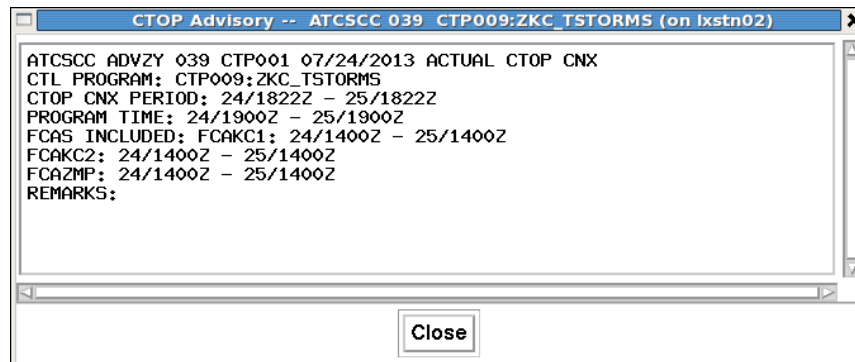 CTOP Advisory -- ATCSCC 039 CTP009:ZKC_TSTORMS (on lxstn02)
ATCSCC ADVZY 039 CTP001 07/24/2013 ACTUAL CTOP CNX
CTL PROGRAM: CTP009:ZKC_TSTORMS
CTOP CNX PERIOD: 24/1822Z - 25/1822Z
PROGRAM TIME: 24/1900Z - 25/1900Z
FCAS INCLUDED: FCAKC1: 24/1400Z - 25/1400Z
FCAKC2: 24/1400Z - 25/1400Z
FCAZMP: 24/1400Z - 25/1400Z
REMARKS:
Close